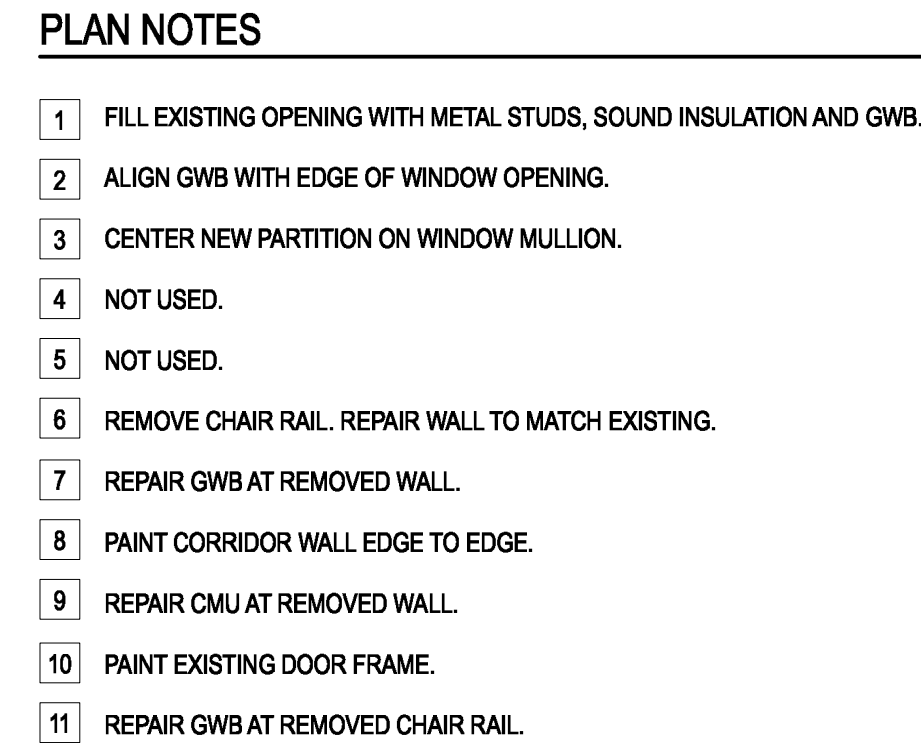 PLAN NOTES
1 FILL EXISTING OPENING WITH METAL STUDS, SOUND INSULATION AND GWB.
2 ALIGN GWB WITH EDGE OF WINDOW OPENING.
3 CENTER NEW PARTITION ON WINDOW MULLION.
4 NOT USED.
5 NOT USED.
6 REMOVE CHAIR RAIL. REPAIR WALL TO MATCH EXISTING.
7 REPAIR GWB AT REMOVED WALL.
8 PAINT CORRIDOR WALL EDGE TO EDGE.
9 REPAIR CMU AT REMOVED WALL.
10 PAINT EXISTING DOOR FRAME.
11 REPAIR GWB AT REMOVED CHAIR RAIL.